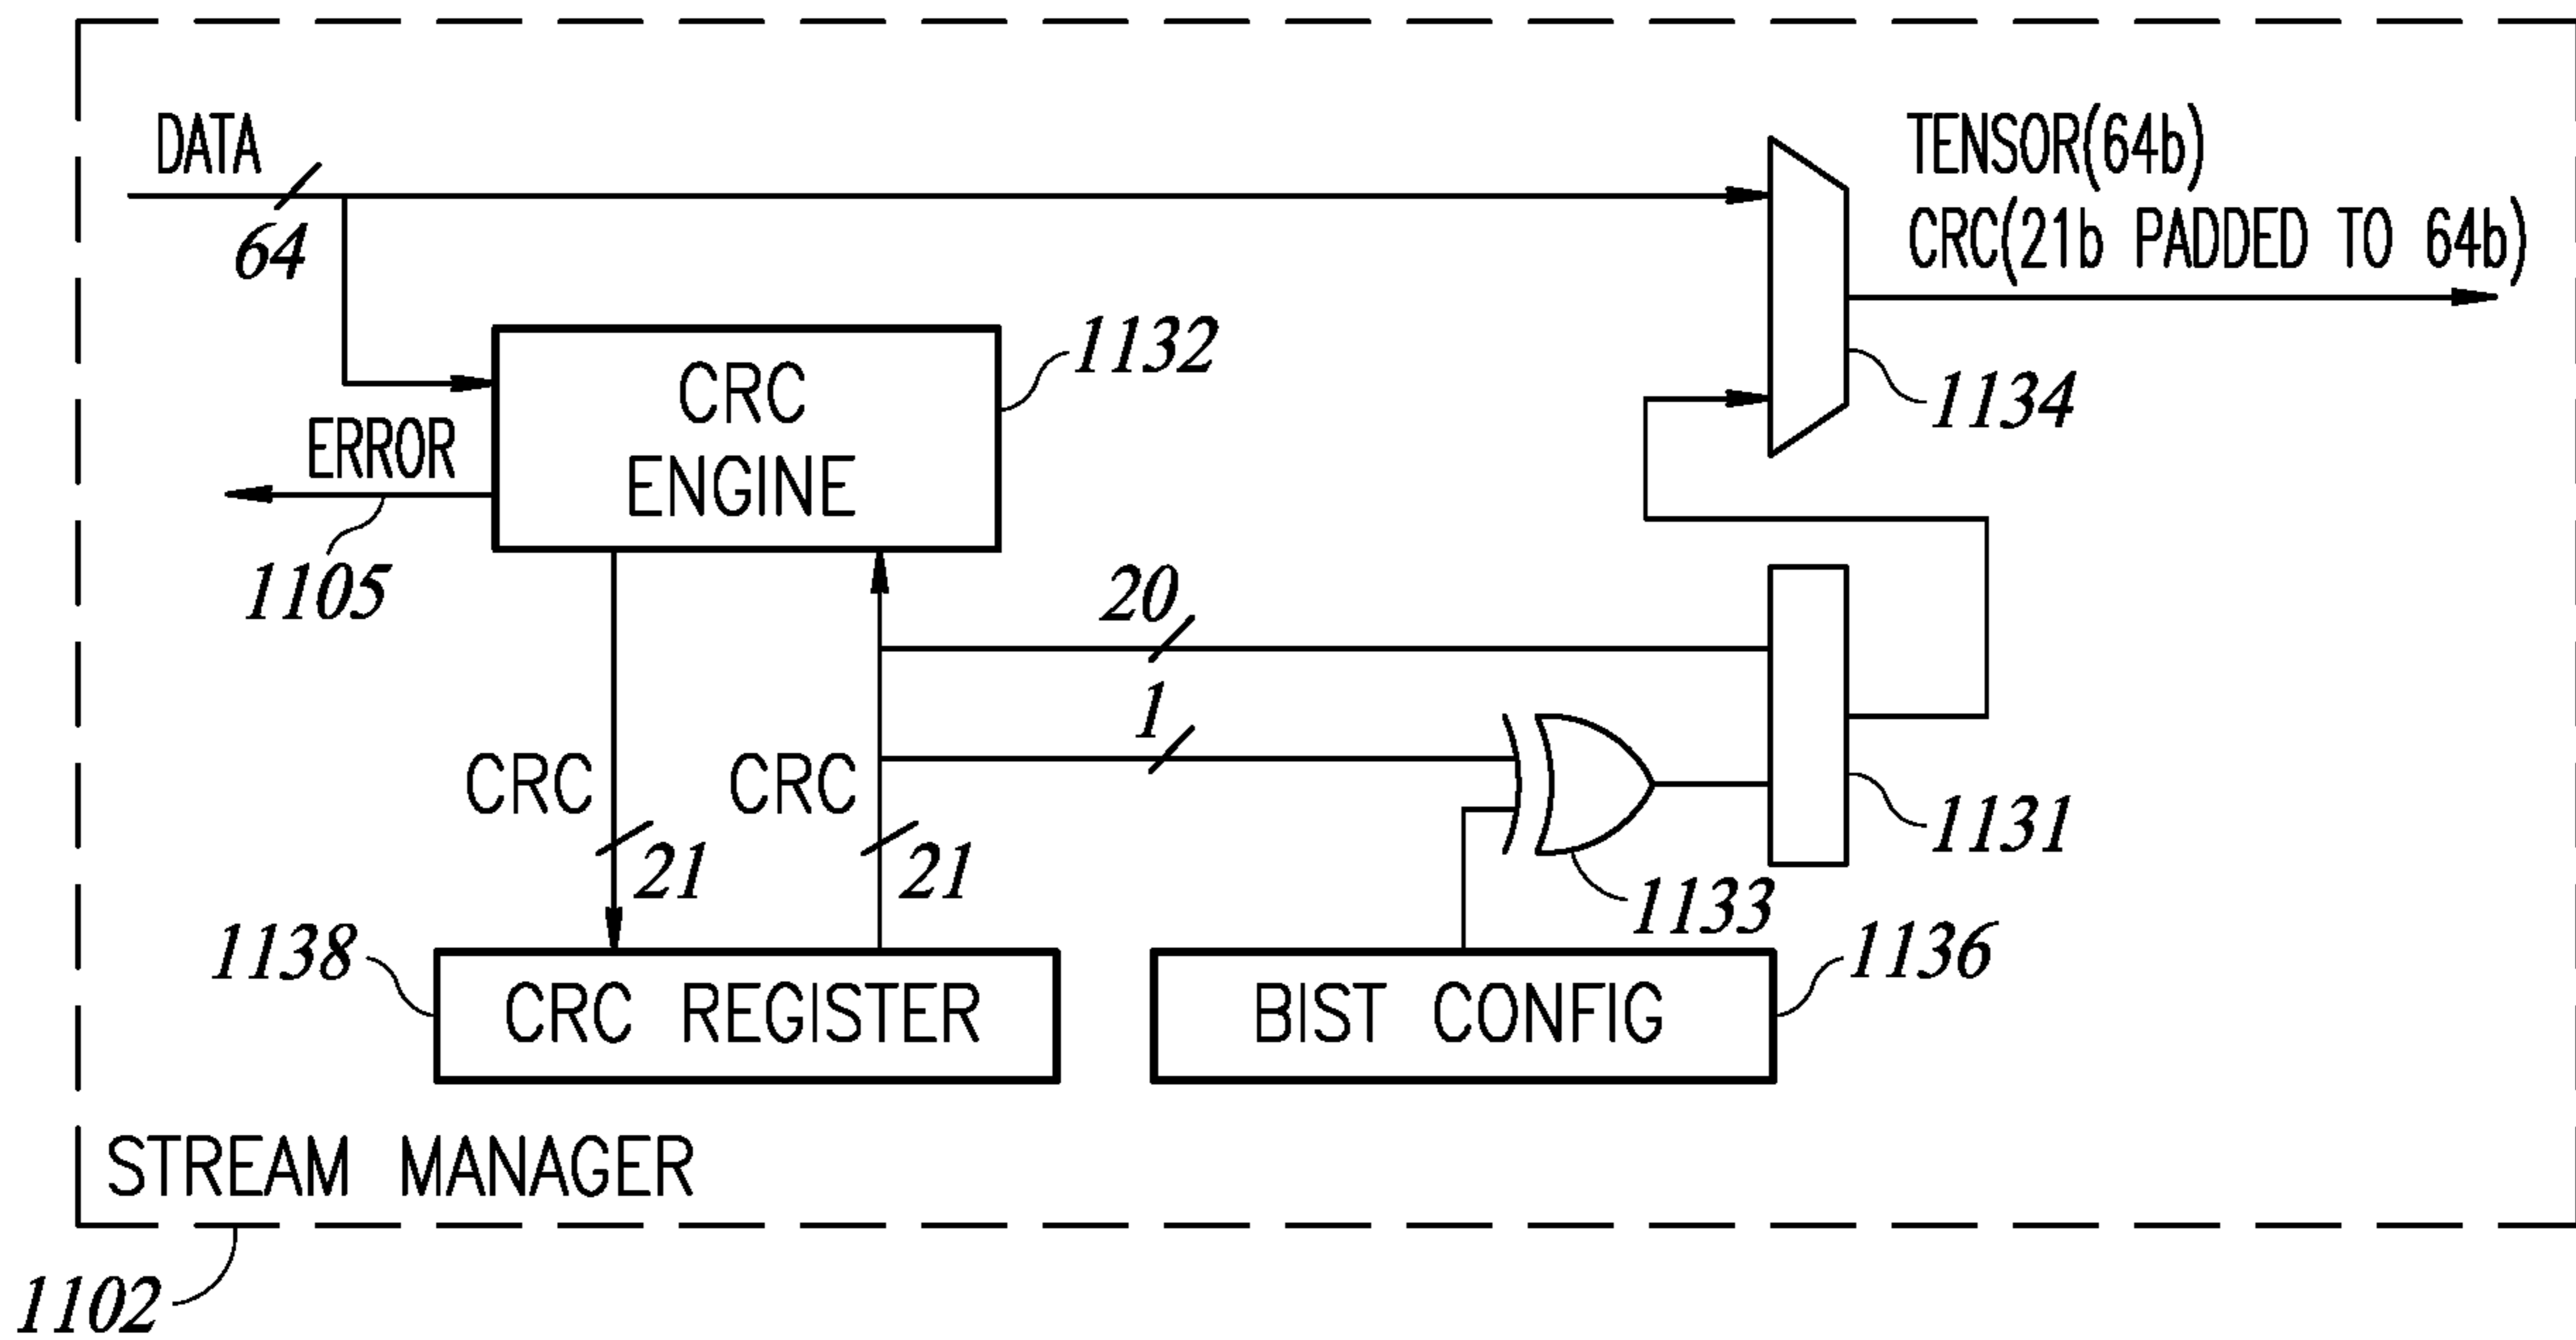 DATA
64
TENSOR(64b)
CRC(21b PADDED TO 64b)
1132
CRC
ENGINE
1134
ERROR
1105
20
1
CRC
CRC
21
21
1131
1133
1138
CRC REGISTER
BIST CONFIG
1136
STREAM MANAGER
1102